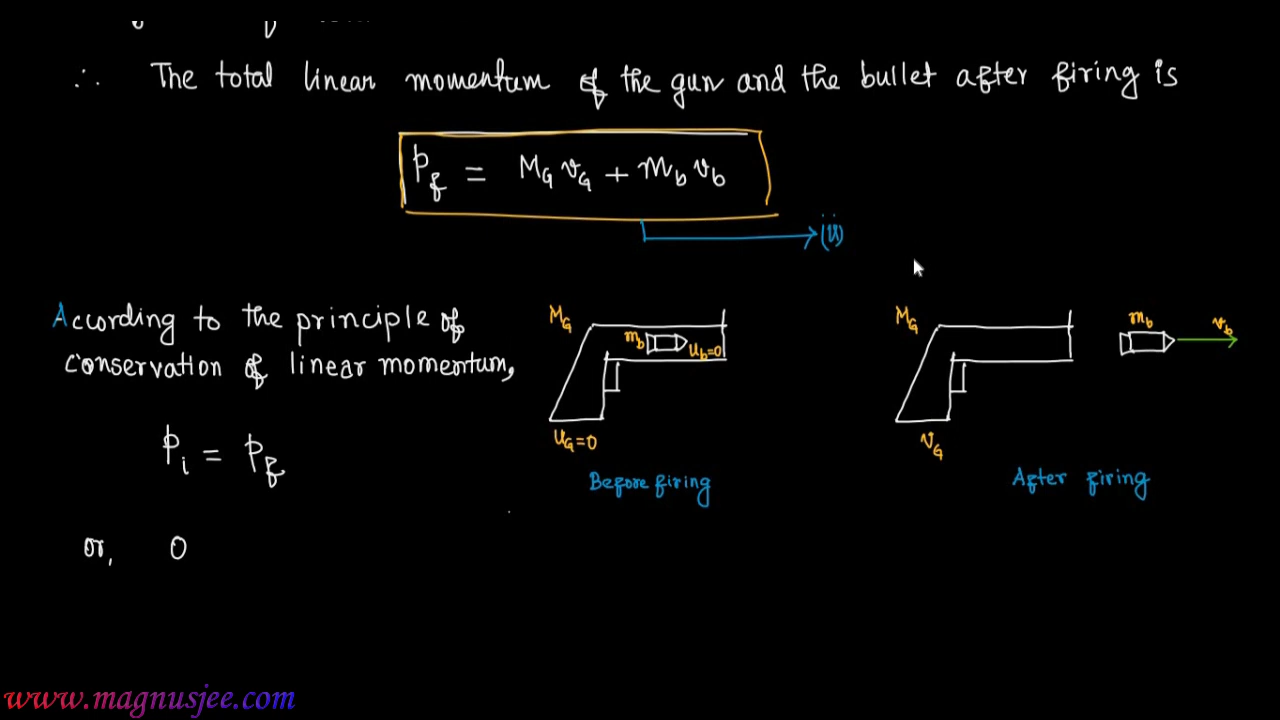 ∴ The total linear momentum of the gun and the bullet after firing is
p_f = M_G v_G + m_b v_b
(ii)
According to the principle of
conservation of linear momentum,
p_i = p_f
or, 0
M_G
m_b
u_b=0
u_G=0
Before firing
M_G
m_b
v_b
v_G
After firing
www.magnusjee.com